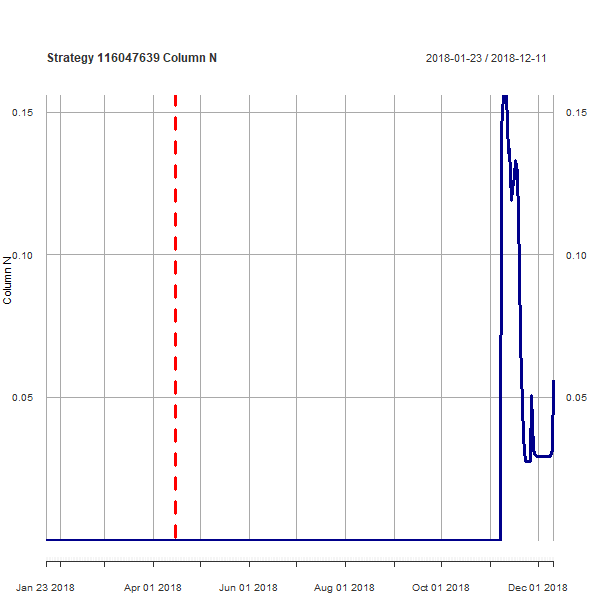 Strategy 116047639 Column N 2018-01-23 / 2018-12-11
0.15 0.15
0.10 0.10
Column N
0.05 0.05
Jan 23 2018 Apr 01 2018 Jun 01 2018 Aug 01 2018 Oct 01 2018 Dec 01 2018